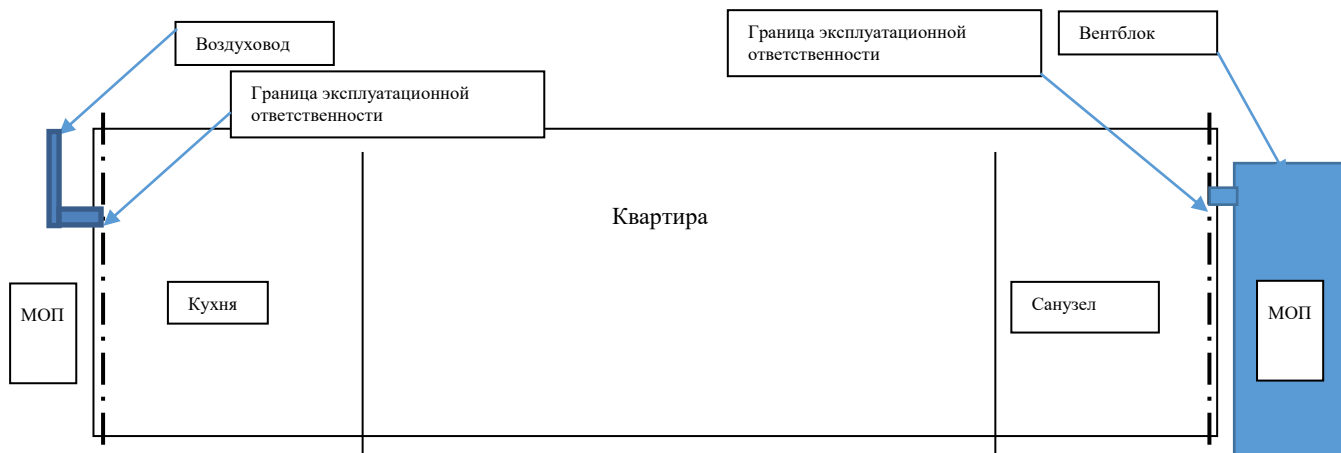 Воздуховод
Граница эксплуатационной
ответственности
Вентблок
Граница эксплуатационной
ответственности
Квартира
МОП
Кухня
Санузел
МОП